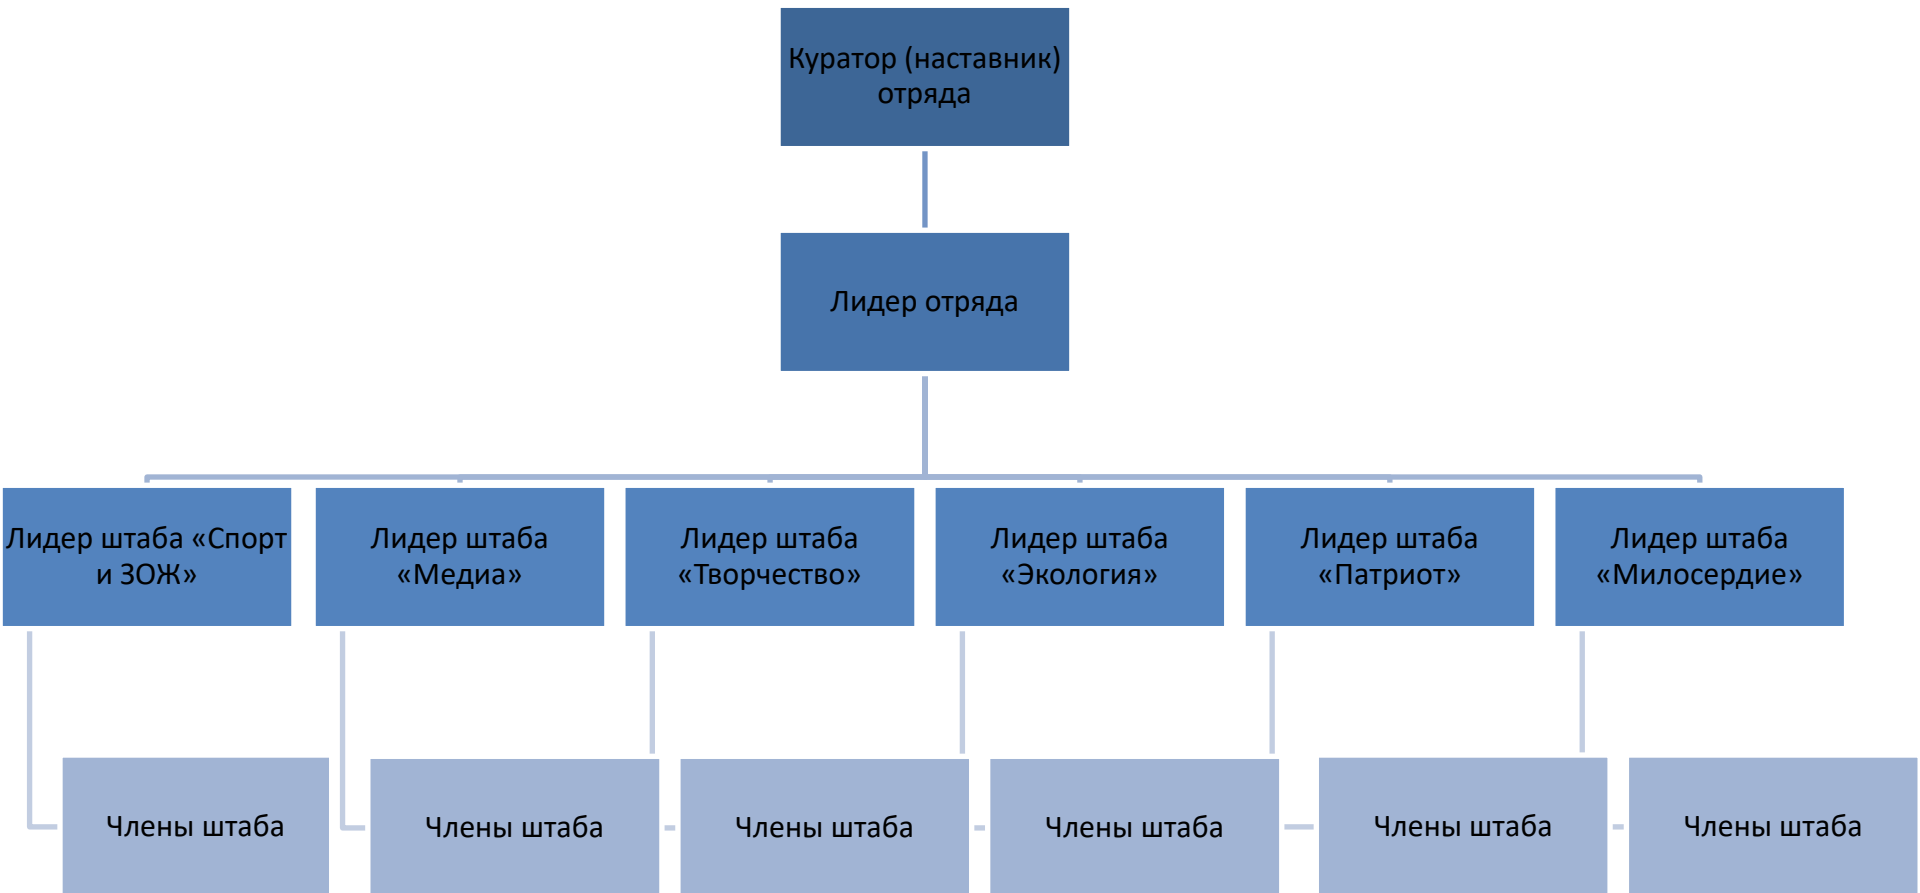 Куратор (наставник)
отряда
Лидер отряда
Лидер штаба «Спорт
и ЗОЖ»
Лидер штаба
«Медиа»
Лидер штаба
«Творчество»
Лидер штаба
«Экология»
Лидер штаба
«Патриот»
Лидер штаба
«Милосердие»
Члены штаба
Члены штаба
Члены штаба
Члены штаба
Члены штаба
Члены штаба